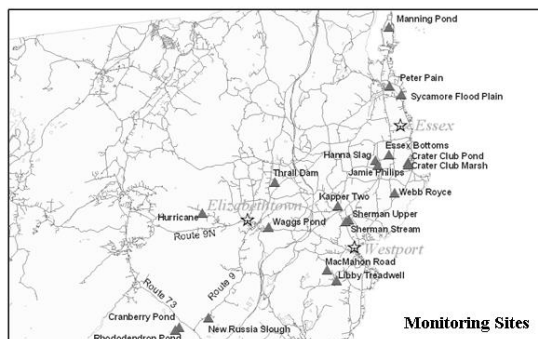 Manning Pond
Peter Pain
Sycamore Flood Plain
Essex
Essex Bottoms
Hanna Slag
Crater Club Pond
Crater Club Marsh
Jamie Philips
Thrall Dam
Webb Royce
Kapper Two
Elizabethtown
Hurricane
Sherman Upper
Waggs Pond
Sherman Stream
Route 9N
Westport
MacMahon Road
Libby Treadwell
Route 73
Route 9
Cranberry Pond
New Russia Slough
Rhododendron Pond
Monitoring Sites